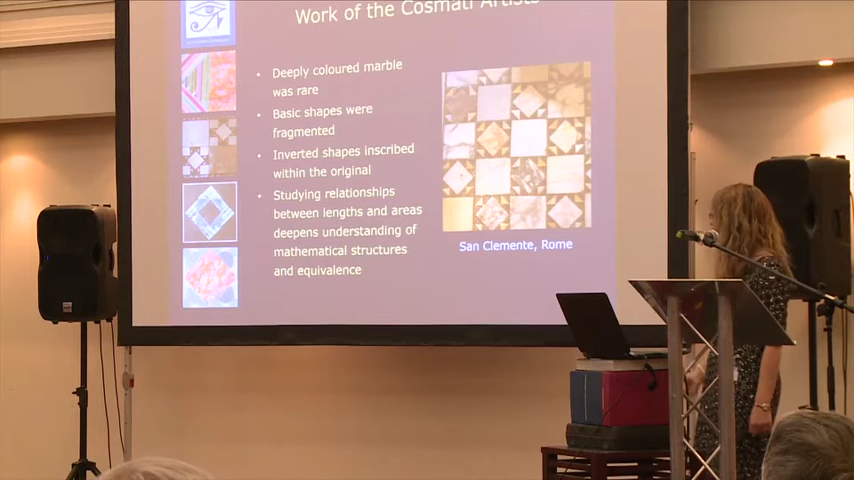 Work of the Cosmati Artists
• Deeply coloured marble
was rare
• Basic shapes were
fragmented
• Inverted shapes inscribed
within the original
• Studying relationships
between lengths and areas
deepens understanding of
mathematical structures
and equivalence
San Clemente, Rome